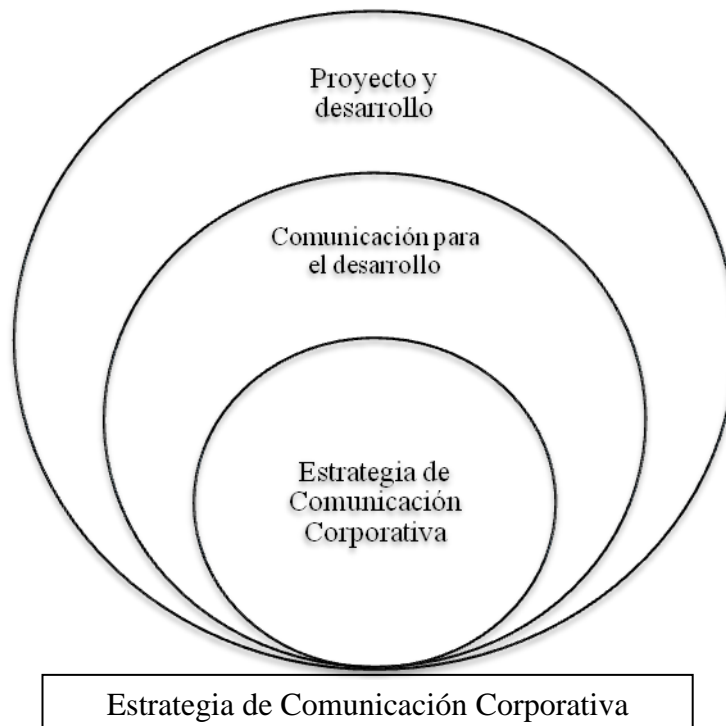 Proyecto y
desarrollo
Comunicación para
el desarrollo
Estrategia de
Comunicación
Corporativa
Estrategia de Comunicación Corporativa